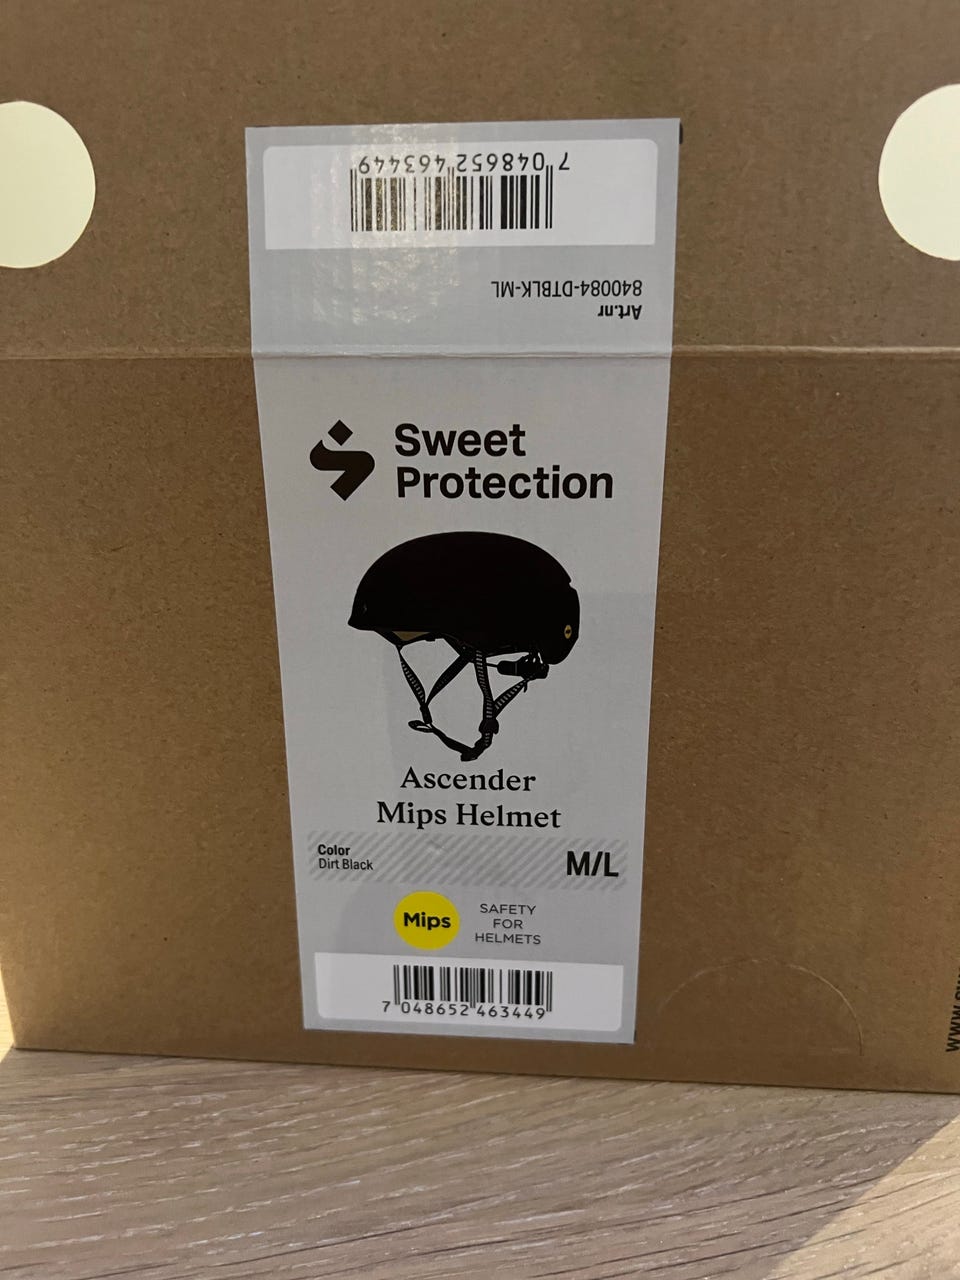 7 048652 463449
840084-DTBLK-ML
Art.nr
Sweet
Protection
Ascender
Mips Helmet
Color
Dirt Black
M/L
Mips
SAFETY
FOR
HELMETS
7 048652 463449